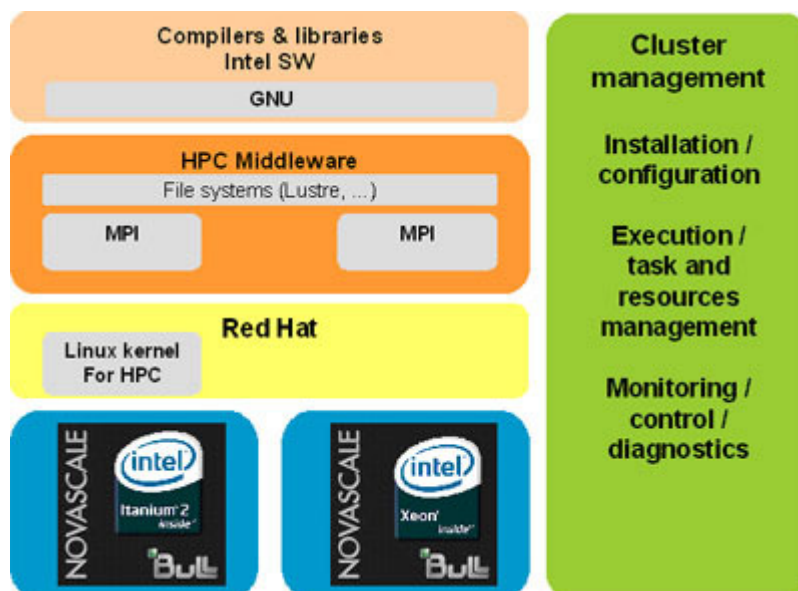 Compilers & libraries
Intel SW
GNU
HPC Middleware
File systems (Lustre, ...)
MPI
MPI
Red Hat
Linux kernel
For HPC
NOVASCALE
intel
Itanium 2
inside™
Bull
NOVASCALE
intel
Xeon
inside™
Bull
Cluster
management
Installation /
configuration
Execution /
task and
resources
management
Monitoring /
control /
diagnostics